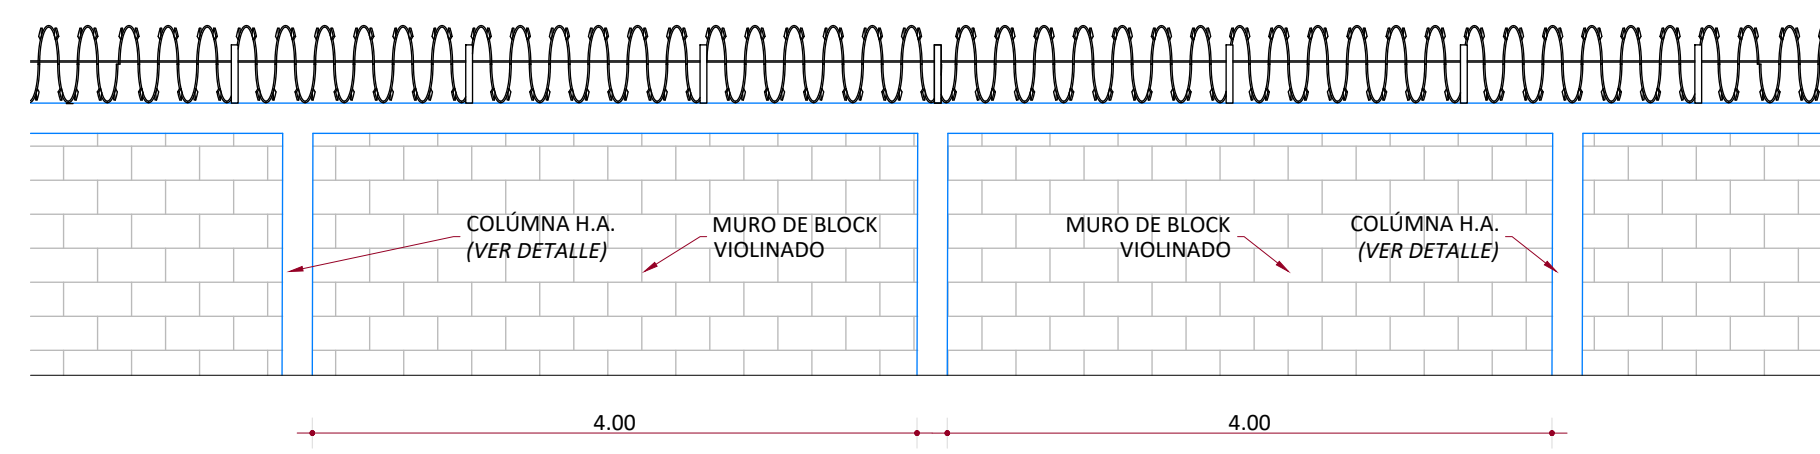 COLÚMNA H.A.
(VER DETALLE)
MURO DE BLOCK
VIOLINADO
MURO DE BLOCK
VIOLINADO
COLÚMNA H.A.
(VER DETALLE)
4.00
4.00